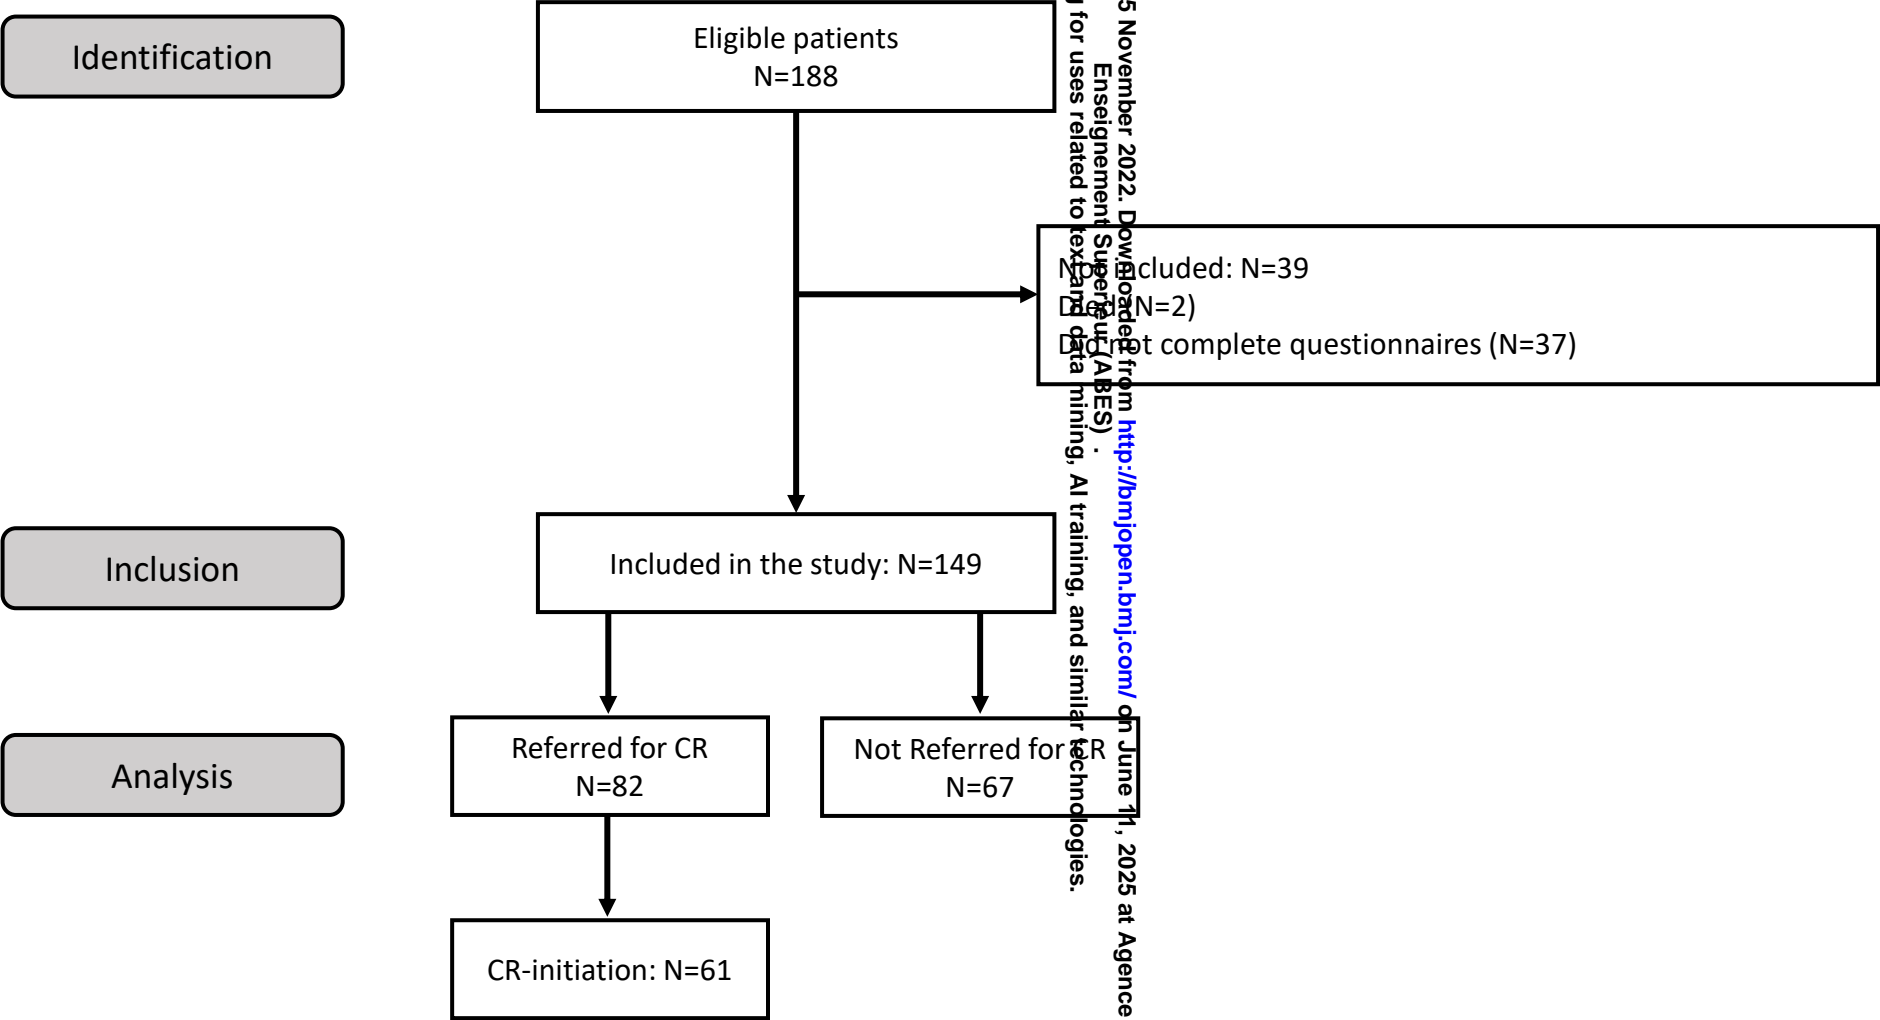 Identification
Eligible patients
N=188
Not included: N=39
Died (N=2)
Did not complete questionnaires (N=37)
Inclusion
Included in the study: N=149
Analysis
Referred for CR
N=82
Not Referred for CR
N=67
CR-initiation: N=61
5 November 2022. Downloaded from http://bmjopen.bmj.com/ on June 11, 2025 at Agence
Enseignement Superieur (ABES) .
for uses related to text and data mining, AI training, and similar technologies.